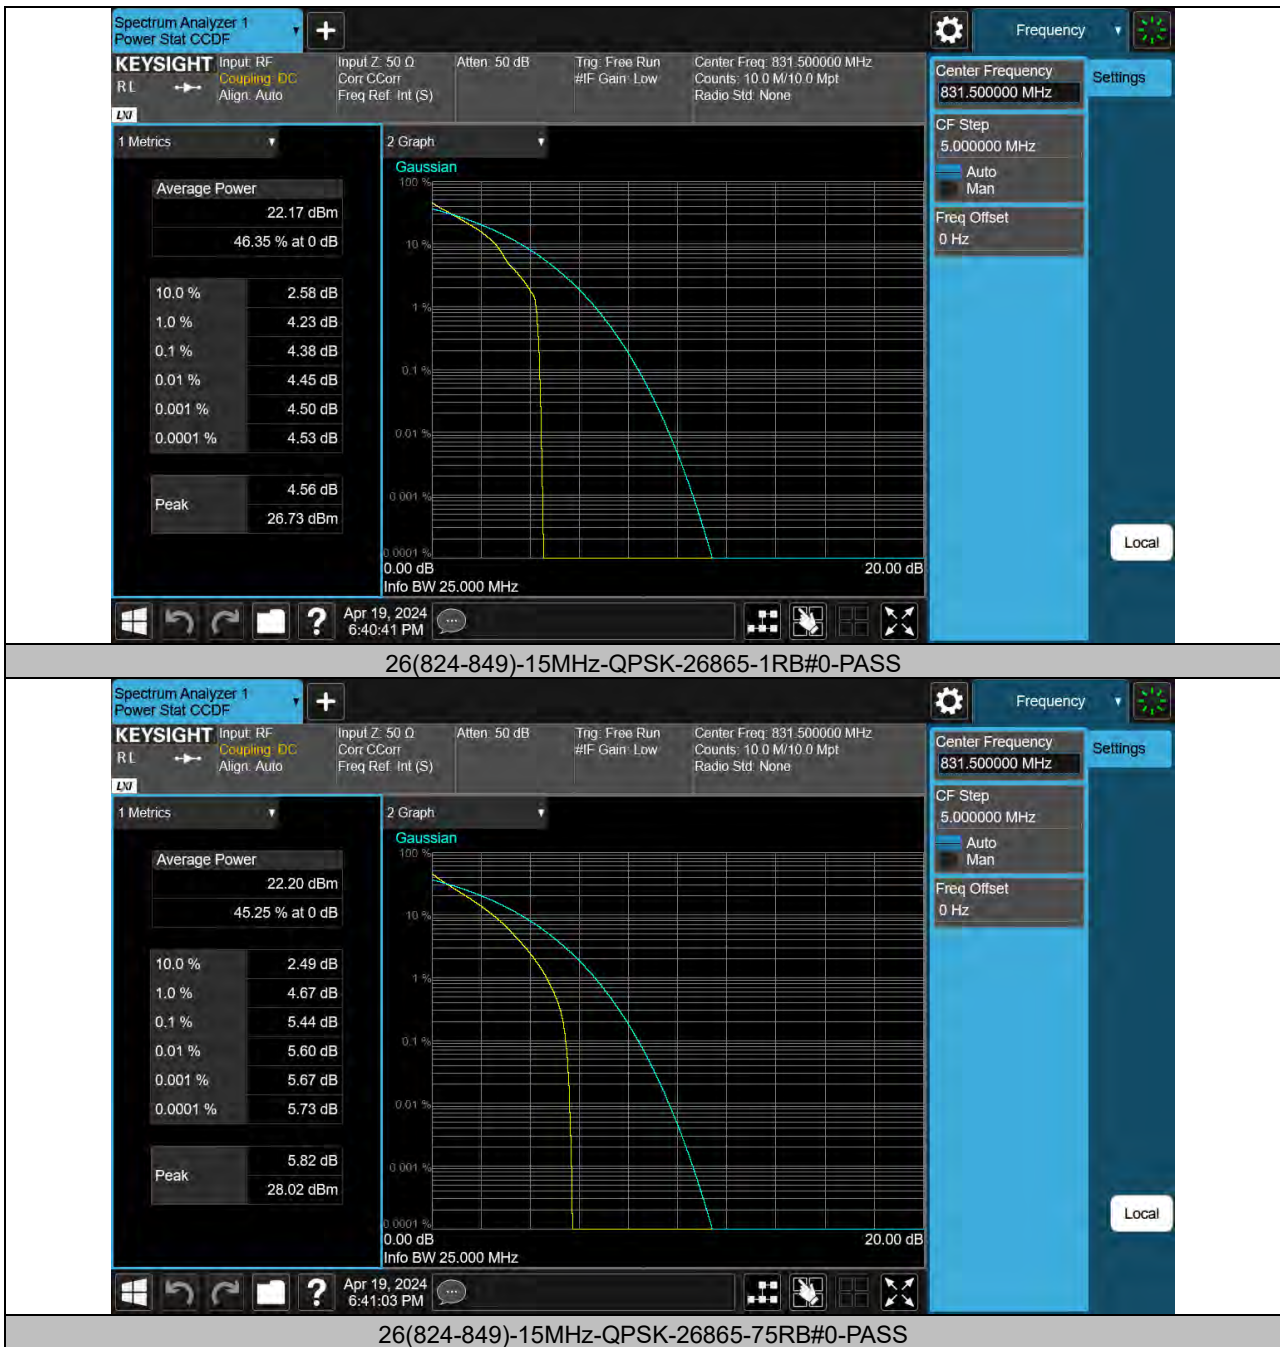 Spectrum Analyzer 1
Power Stat CCDF
Frequency
KEYSIGHT
RL
LXI
Input: RF
Coupling: DC
Align: Auto
Input Z: 50 Ω
Corr CCorr
Freq Ref: Int (S)
Atten: 50 dB
Trig: Free Run
#IF Gain: Low
Center Freq: 831.500000 MHz
Counts: 10.0 M/10.0 Mpt
Radio Std: None
Center Frequency
831.500000 MHz
Settings
CF Step
5.000000 MHz
Auto
Man
Freq Offset
0 Hz
1 Metrics
Average Power
22.17 dBm
46.35 % at 0 dB
10.0 % 2.58 dB
1.0 % 4.23 dB
0.1 % 4.38 dB
0.01 % 4.45 dB
0.001 % 4.50 dB
0.0001 % 4.53 dB
Peak
4.56 dB
26.73 dBm
2 Graph
Gaussian
100 %
10 %
1 %
0.1 %
0.01 %
0.001 %
0.0001 %
0.00 dB 20.00 dB
Info BW 25.000 MHz
Local
Apr 19, 2024
6:40:41 PM
26(824-849)-15MHz-QPSK-26865-1RB#0-PASS
Spectrum Analyzer 1
Power Stat CCDF
Frequency
KEYSIGHT
RL
LXI
Input: RF
Coupling: DC
Align: Auto
Input Z: 50 Ω
Corr CCorr
Freq Ref: Int (S)
Atten: 50 dB
Trig: Free Run
#IF Gain: Low
Center Freq: 831.500000 MHz
Counts: 10.0 M/10.0 Mpt
Radio Std: None
Center Frequency
831.500000 MHz
Settings
CF Step
5.000000 MHz
Auto
Man
Freq Offset
0 Hz
1 Metrics
Average Power
22.20 dBm
45.25 % at 0 dB
10.0 % 2.49 dB
1.0 % 4.67 dB
0.1 % 5.44 dB
0.01 % 5.60 dB
0.001 % 5.67 dB
0.0001 % 5.73 dB
Peak
5.82 dB
28.02 dBm
2 Graph
Gaussian
100 %
10 %
1 %
0.1 %
0.01 %
0.001 %
0.0001 %
0.00 dB 20.00 dB
Info BW 25.000 MHz
Local
Apr 19, 2024
6:41:03 PM
26(824-849)-15MHz-QPSK-26865-75RB#0-PASS